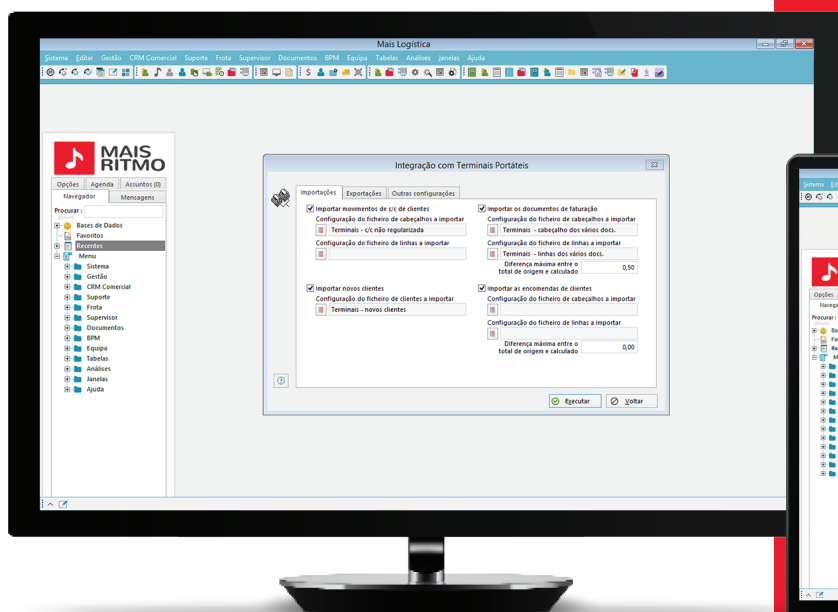 Mais Logística
Sistema Editar Gestão CRM Comercial Suporte Frota Supervisor Documentos BPM Equipa Tabelas Análises Janelas Ajuda
MAIS
RITMO
Opções Agenda Assuntos (0)
Navegador Mensagens
Procurar :
Bases de Dados
Favoritos
Recentes
Menu
Sistema
Gestão
CRM Comercial
Suporte
Frota
Supervisor
Documentos
BPM
Equipa
Tabelas
Análises
Janelas
Ajuda
Integração com Terminais Portáteis
Importações Exportações Outras configurações
Importar movimentos de c/c de clientes
Configuração do ficheiro de cabeçalhos a importar
Terminais - c/c não regularizada
Configuração do ficheiro de linhas a importar
Importar os documentos de faturação
Configuração do ficheiro de cabeçalhos a importar
Terminais - cabeçalho dos vários docs.
Configuração do ficheiro de linhas a importar
Terminais - linhas dos vários docs.
Diferença máxima entre o
total de origem e calculado
0,50
Importar novos clientes
Configuração do ficheiro de clientes a importar
Terminais - novos clientes
Importar as encomendas de clientes
Configuração do ficheiro de cabeçalhos a importar
Configuração do ficheiro de linhas a importar
Diferença máxima entre o
total de origem e calculado
0,00
Executar Voltar
Sistema
Opções
Procurar :